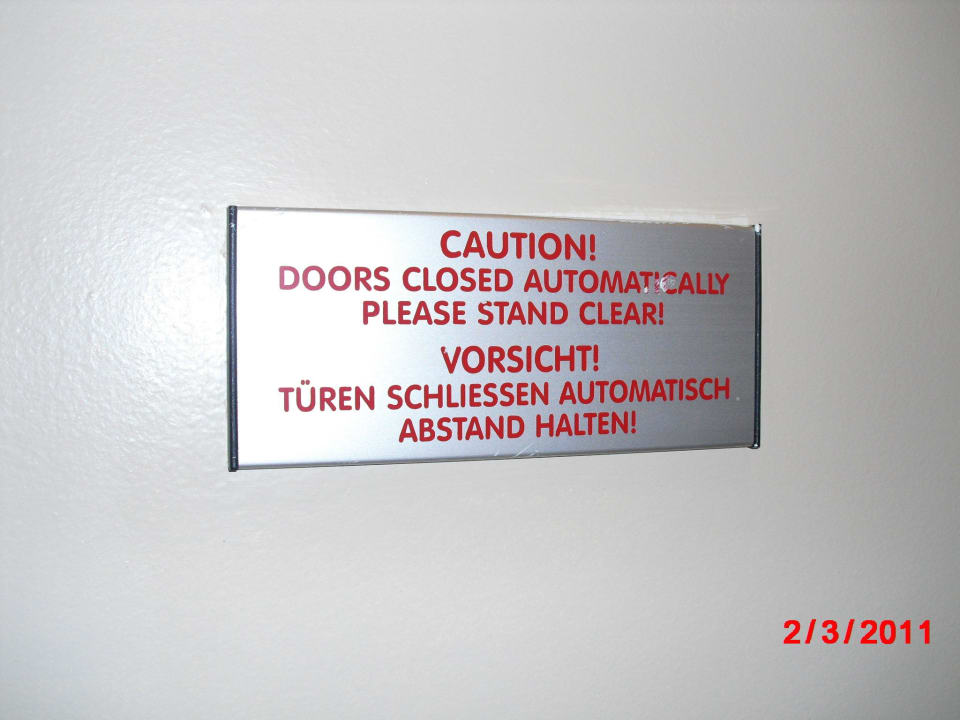 CAUTION!
DOORS CLOSED AUTOMATICALLY
PLEASE STAND CLEAR!
VORSICHT!
TÜREN SCHLIESSEN AUTOMATISCH
ABSTAND HALTEN!
2/3/2011